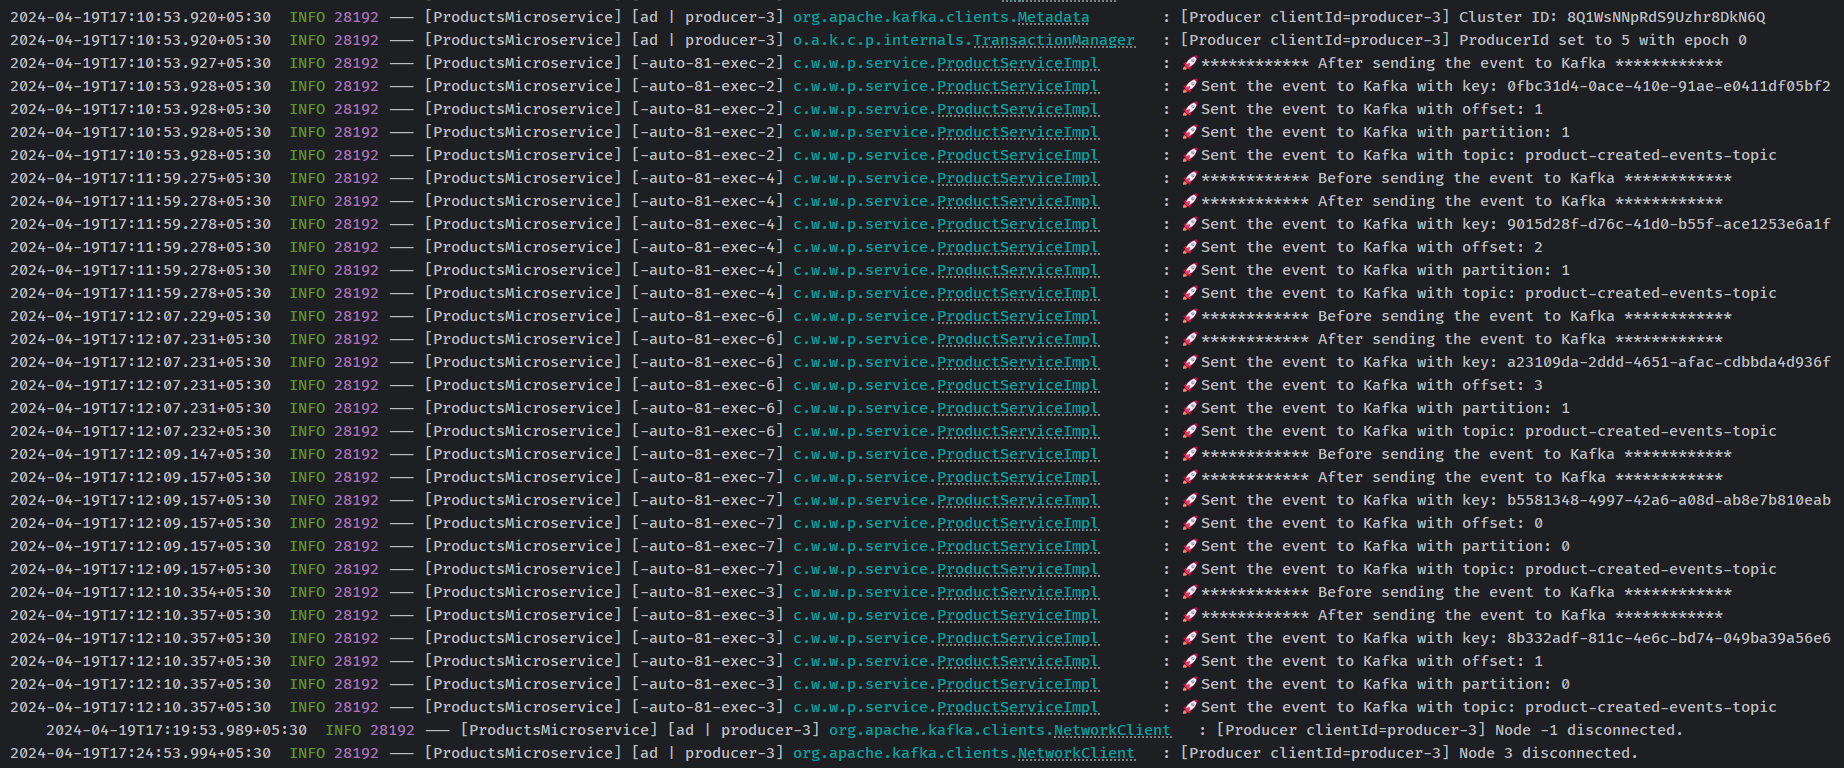 2024-04-19T17:10:53.920+05:30  INFO 28192 --- [ProductsMicroservice] [ad | producer-3] org.apache.kafka.clients.Metadata        : [Producer clientId=producer-3] Cluster ID: 8Q1WsNNpRdS9Uzhr8DkN6Q
2024-04-19T17:10:53.920+05:30  INFO 28192 --- [ProductsMicroservice] [ad | producer-3] o.a.k.c.p.internals.TransactionManager   : [Producer clientId=producer-3] ProducerId set to 5 with epoch 0
2024-04-19T17:10:53.927+05:30  INFO 28192 --- [ProductsMicroservice] [-auto-81-exec-2] c.w.w.p.service.ProductServiceImpl       : 🚀************ After sending the event to Kafka ************
2024-04-19T17:10:53.928+05:30  INFO 28192 --- [ProductsMicroservice] [-auto-81-exec-2] c.w.w.p.service.ProductServiceImpl       : 🚀Sent the event to Kafka with key: 0fbc31d4-0ace-410e-91ae-e0411df05bf2
2024-04-19T17:10:53.928+05:30  INFO 28192 --- [ProductsMicroservice] [-auto-81-exec-2] c.w.w.p.service.ProductServiceImpl       : 🚀Sent the event to Kafka with offset: 1
2024-04-19T17:10:53.928+05:30  INFO 28192 --- [ProductsMicroservice] [-auto-81-exec-2] c.w.w.p.service.ProductServiceImpl       : 🚀Sent the event to Kafka with partition: 1
2024-04-19T17:10:53.928+05:30  INFO 28192 --- [ProductsMicroservice] [-auto-81-exec-2] c.w.w.p.service.ProductServiceImpl       : 🚀Sent the event to Kafka with topic: product-created-events-topic
2024-04-19T17:11:59.275+05:30  INFO 28192 --- [ProductsMicroservice] [-auto-81-exec-4] c.w.w.p.service.ProductServiceImpl       : 🚀************ Before sending the event to Kafka ************
2024-04-19T17:11:59.278+05:30  INFO 28192 --- [ProductsMicroservice] [-auto-81-exec-4] c.w.w.p.service.ProductServiceImpl       : 🚀************ After sending the event to Kafka ************
2024-04-19T17:11:59.278+05:30  INFO 28192 --- [ProductsMicroservice] [-auto-81-exec-4] c.w.w.p.service.ProductServiceImpl       : 🚀Sent the event to Kafka with key: 9015d28f-d76c-41d0-b55f-ace1253e6a1f
2024-04-19T17:11:59.278+05:30  INFO 28192 --- [ProductsMicroservice] [-auto-81-exec-4] c.w.w.p.service.ProductServiceImpl       : 🚀Sent the event to Kafka with offset: 2
2024-04-19T17:11:59.278+05:30  INFO 28192 --- [ProductsMicroservice] [-auto-81-exec-4] c.w.w.p.service.ProductServiceImpl       : 🚀Sent the event to Kafka with partition: 1
2024-04-19T17:11:59.278+05:30  INFO 28192 --- [ProductsMicroservice] [-auto-81-exec-4] c.w.w.p.service.ProductServiceImpl       : 🚀Sent the event to Kafka with topic: product-created-events-topic
2024-04-19T17:12:07.229+05:30  INFO 28192 --- [ProductsMicroservice] [-auto-81-exec-6] c.w.w.p.service.ProductServiceImpl       : 🚀************ Before sending the event to Kafka ************
2024-04-19T17:12:07.231+05:30  INFO 28192 --- [ProductsMicroservice] [-auto-81-exec-6] c.w.w.p.service.ProductServiceImpl       : 🚀************ After sending the event to Kafka ************
2024-04-19T17:12:07.231+05:30  INFO 28192 --- [ProductsMicroservice] [-auto-81-exec-6] c.w.w.p.service.ProductServiceImpl       : 🚀Sent the event to Kafka with key: a23109da-2ddd-4651-afac-cdbbda4d936f
2024-04-19T17:12:07.231+05:30  INFO 28192 --- [ProductsMicroservice] [-auto-81-exec-6] c.w.w.p.service.ProductServiceImpl       : 🚀Sent the event to Kafka with offset: 3
2024-04-19T17:12:07.231+05:30  INFO 28192 --- [ProductsMicroservice] [-auto-81-exec-6] c.w.w.p.service.ProductServiceImpl       : 🚀Sent the event to Kafka with partition: 1
2024-04-19T17:12:07.232+05:30  INFO 28192 --- [ProductsMicroservice] [-auto-81-exec-6] c.w.w.p.service.ProductServiceImpl       : 🚀Sent the event to Kafka with topic: product-created-events-topic
2024-04-19T17:12:09.147+05:30  INFO 28192 --- [ProductsMicroservice] [-auto-81-exec-7] c.w.w.p.service.ProductServiceImpl       : 🚀************ Before sending the event to Kafka ************
2024-04-19T17:12:09.157+05:30  INFO 28192 --- [ProductsMicroservice] [-auto-81-exec-7] c.w.w.p.service.ProductServiceImpl       : 🚀************ After sending the event to Kafka ************
2024-04-19T17:12:09.157+05:30  INFO 28192 --- [ProductsMicroservice] [-auto-81-exec-7] c.w.w.p.service.ProductServiceImpl       : 🚀Sent the event to Kafka with key: b5581348-4997-42a6-a08d-ab8e7b810eab
2024-04-19T17:12:09.157+05:30  INFO 28192 --- [ProductsMicroservice] [-auto-81-exec-7] c.w.w.p.service.ProductServiceImpl       : 🚀Sent the event to Kafka with offset: 0
2024-04-19T17:12:09.157+05:30  INFO 28192 --- [ProductsMicroservice] [-auto-81-exec-7] c.w.w.p.service.ProductServiceImpl       : 🚀Sent the event to Kafka with partition: 0
2024-04-19T17:12:09.157+05:30  INFO 28192 --- [ProductsMicroservice] [-auto-81-exec-7] c.w.w.p.service.ProductServiceImpl       : 🚀Sent the event to Kafka with topic: product-created-events-topic
2024-04-19T17:12:10.354+05:30  INFO 28192 --- [ProductsMicroservice] [-auto-81-exec-3] c.w.w.p.service.ProductServiceImpl       : 🚀************ Before sending the event to Kafka ************
2024-04-19T17:12:10.357+05:30  INFO 28192 --- [ProductsMicroservice] [-auto-81-exec-3] c.w.w.p.service.ProductServiceImpl       : 🚀************ After sending the event to Kafka ************
2024-04-19T17:12:10.357+05:30  INFO 28192 --- [ProductsMicroservice] [-auto-81-exec-3] c.w.w.p.service.ProductServiceImpl       : 🚀Sent the event to Kafka with key: 8b332adf-811c-4e6c-bd74-049ba39a56e6
2024-04-19T17:12:10.357+05:30  INFO 28192 --- [ProductsMicroservice] [-auto-81-exec-3] c.w.w.p.service.ProductServiceImpl       : 🚀Sent the event to Kafka with offset: 1
2024-04-19T17:12:10.357+05:30  INFO 28192 --- [ProductsMicroservice] [-auto-81-exec-3] c.w.w.p.service.ProductServiceImpl       : 🚀Sent the event to Kafka with partition: 0
2024-04-19T17:12:10.357+05:30  INFO 28192 --- [ProductsMicroservice] [-auto-81-exec-3] c.w.w.p.service.ProductServiceImpl       : 🚀Sent the event to Kafka with topic: product-created-events-topic
    2024-04-19T17:19:53.989+05:30  INFO 28192 --- [ProductsMicroservice] [ad | producer-3] org.apache.kafka.clients.NetworkClient   : [Producer clientId=producer-3] Node -1 disconnected.
2024-04-19T17:24:53.994+05:30  INFO 28192 --- [ProductsMicroservice] [ad | producer-3] org.apache.kafka.clients.NetworkClient   : [Producer clientId=producer-3] Node 3 disconnected.